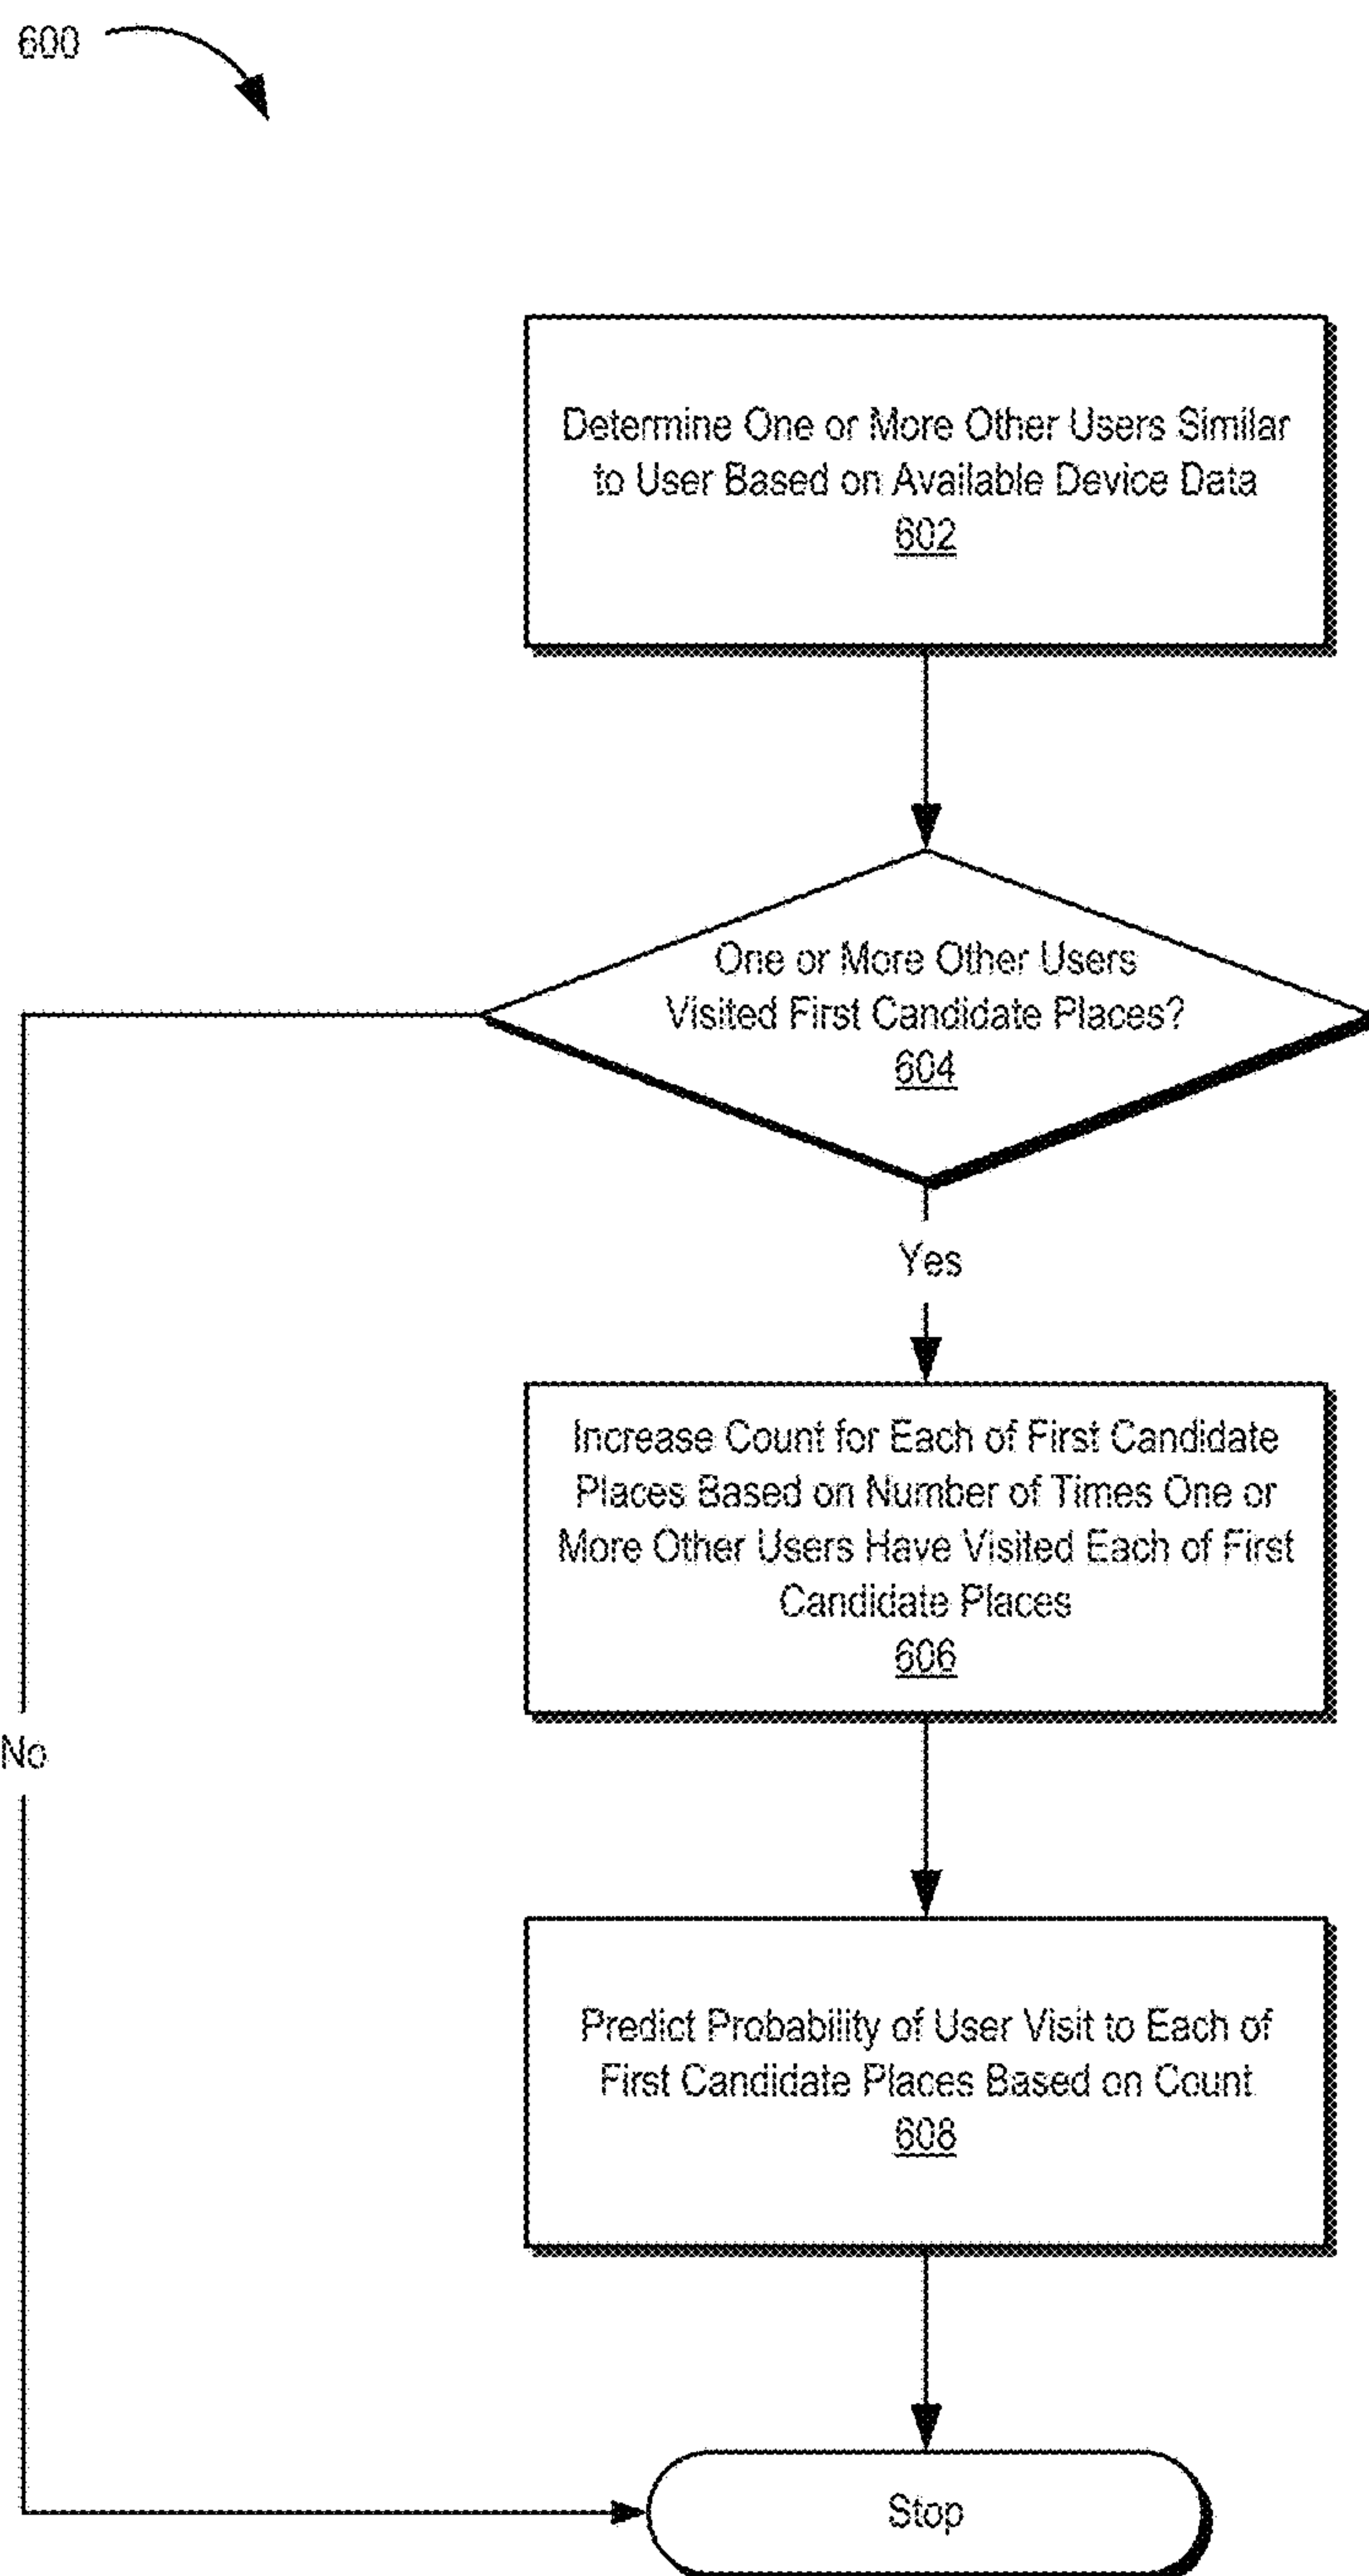 600
Determine One or More Other Users Similar
to User Based on Available Device Data
602
One or More Other Users
Visited First Candidate Places?
604
Yes
Increase Count for Each of First Candidate
Places Based on Number of Times One or
More Other Users Have Visited Each of First
Candidate Places
606
No
Predict Probability of User Visit to Each of
First Candidate Places Based on Count
608
Stop